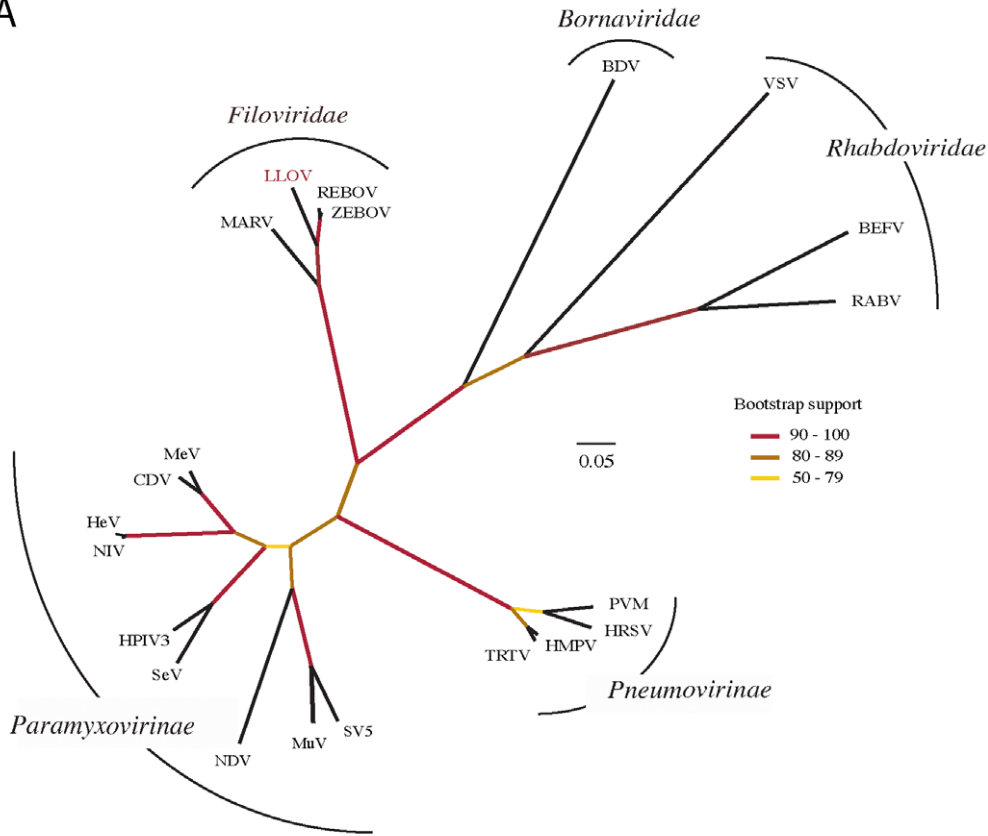 A
Bornaviridae
BDV
VSV
Filoviridae
Rhabdoviridae
LLOV
REBOV
ZEBOV
MARV
BEFV
RABV
Bootstrap support
90 - 100
80 - 89
50 - 79
0.05
MeV
CDV
HeV
NIV
HPIV3
SeV
PVM
HRSV
HMPV
TRTV
Pneumovirinae
Paramyxovirinae
SV5
MuV
NDV